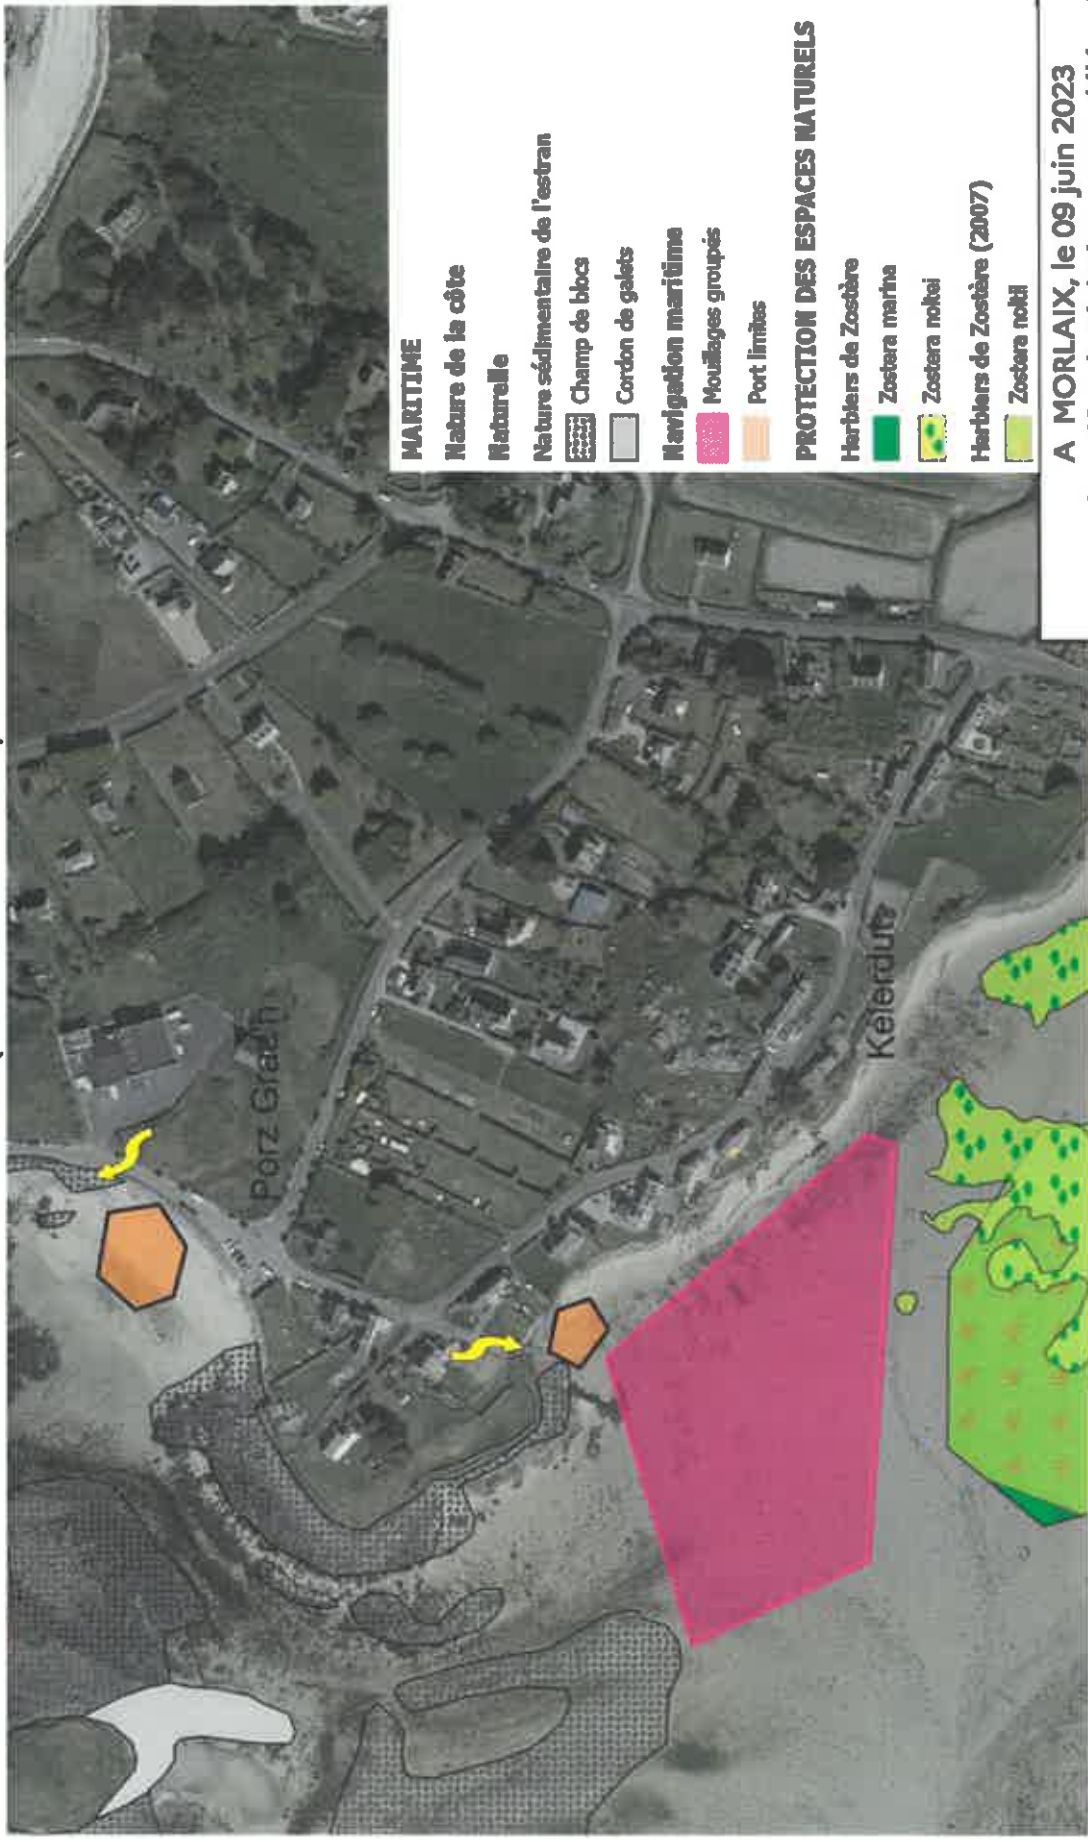 Porz Grac'h
Kelerdut
MARITIME
Nature de la côte
Naturelle
Nature sédimentaire de l'estran
Champ de blocs
Cordon de galets
Navigation maritime
Mouillages groupés
Port limites
PROTECTION DES ESPACES NATURELS
Herbiers de Zostère
Zostera marina
Zostera noltei
Herbiers de Zostère (2007)
Zostera noltii
A MORLAIX, le 09 juin 2023